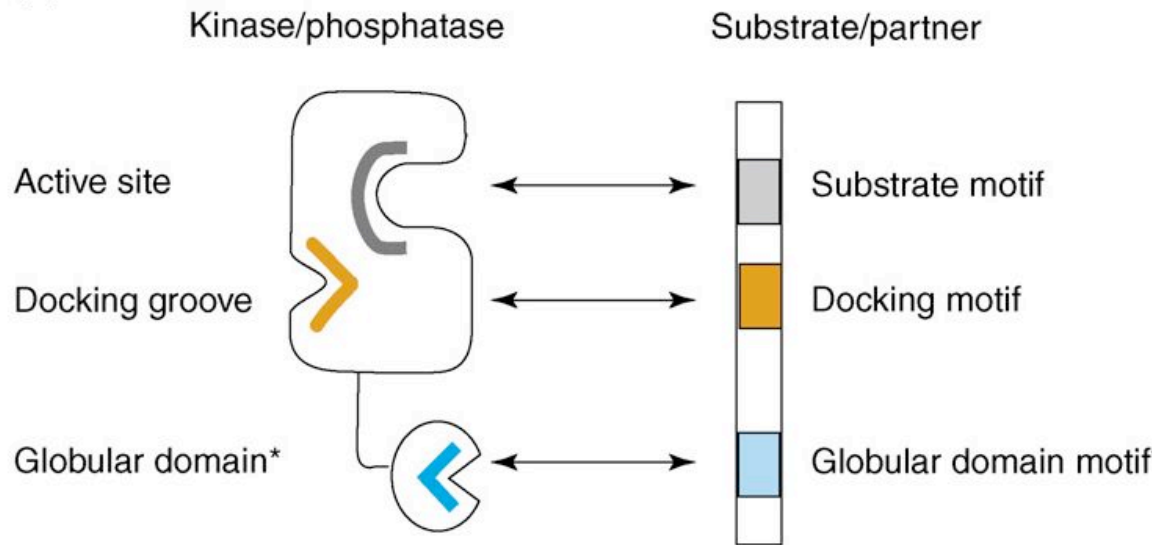 Kinase/phosphatase Substrate/partner
Active site Substrate motif
Docking groove Docking motif
Globular domain* Globular domain motif